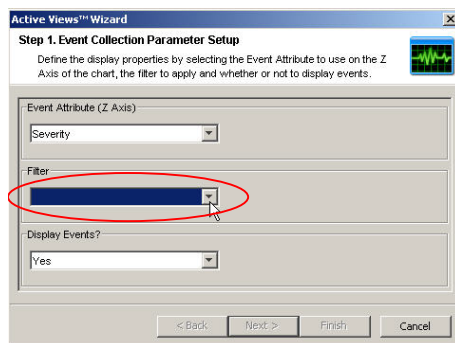 Active Views™ Wizard
Step 1. Event Collection Parameter Setup
Define the display properties by selecting the Event Attribute to use on the Z
Axis of the chart, the filter to apply and whether or not to display events.
Event Attribute (Z Axis)
Severity
Filter
Display Events?
Yes
< Back Next > Finish Cancel